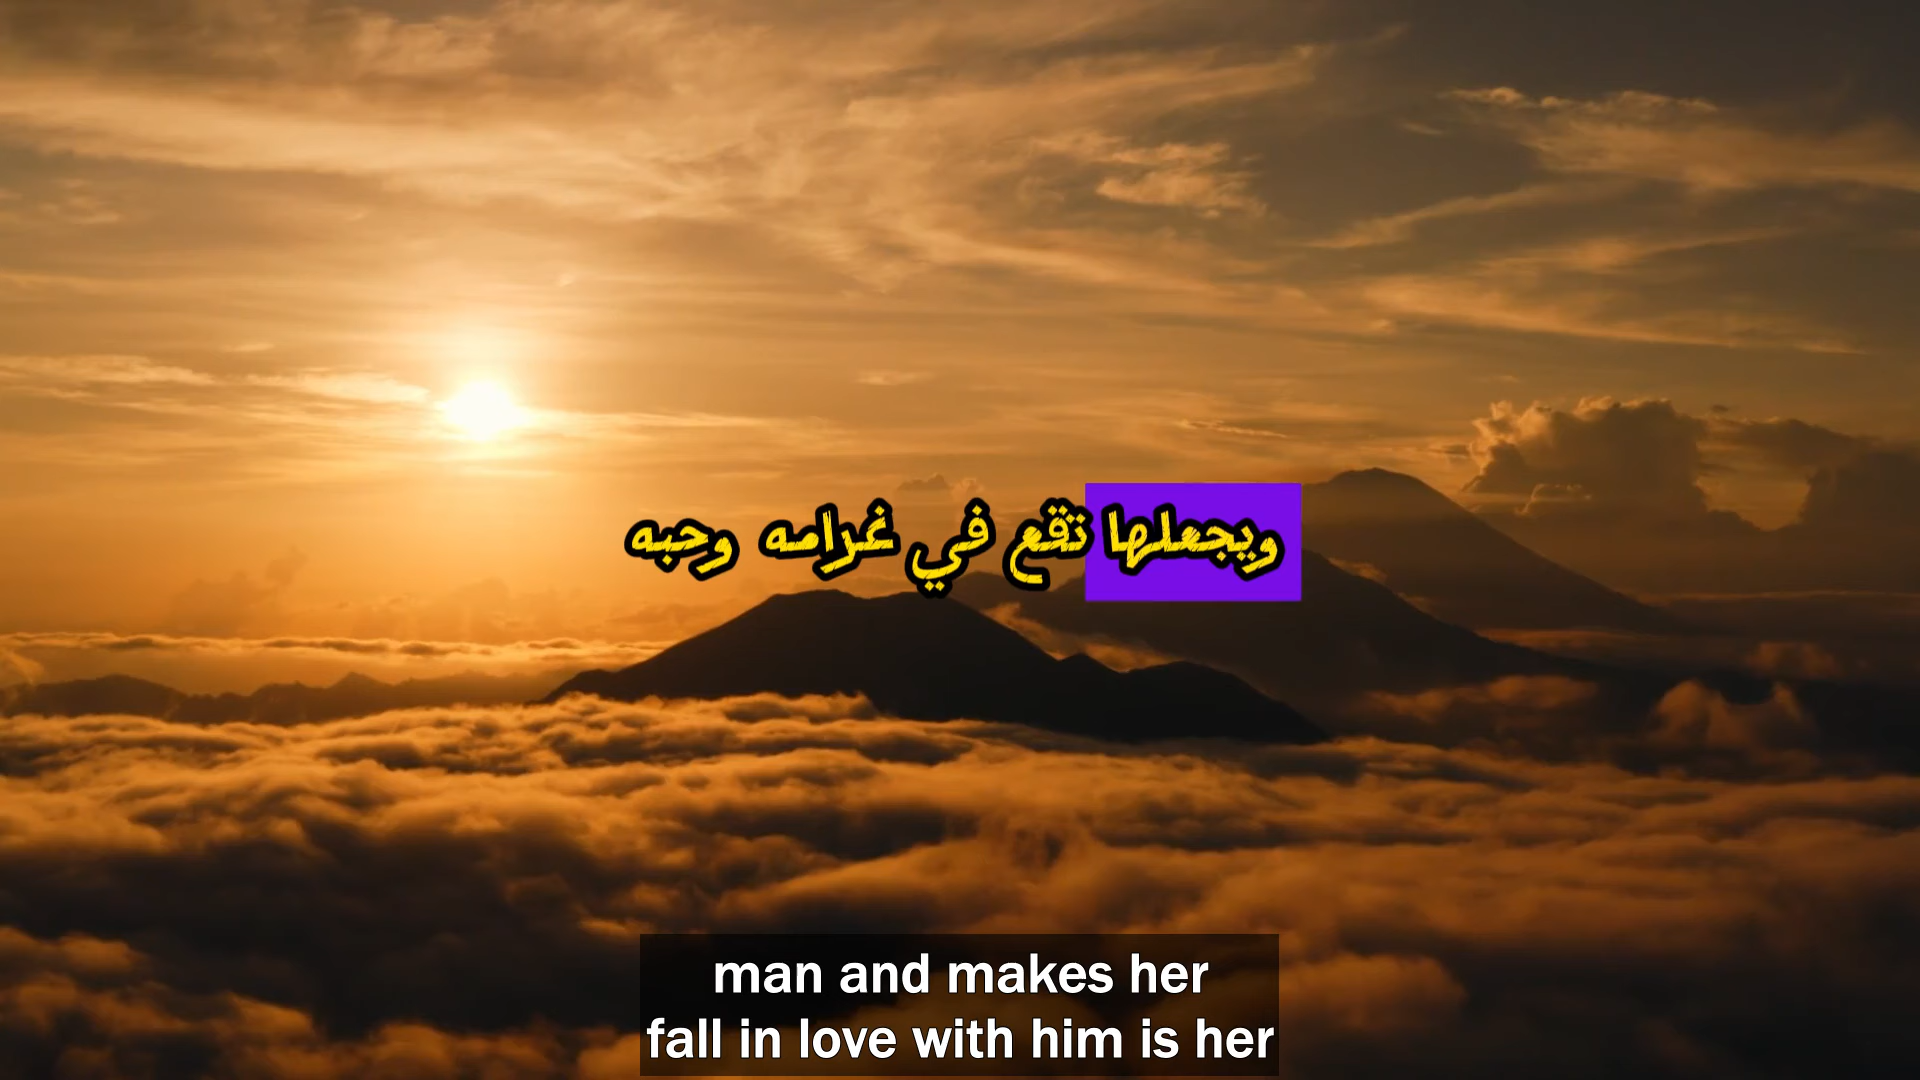 ويجعلها تقع في غرامه وحبه
man and makes her
fall in love with him is her